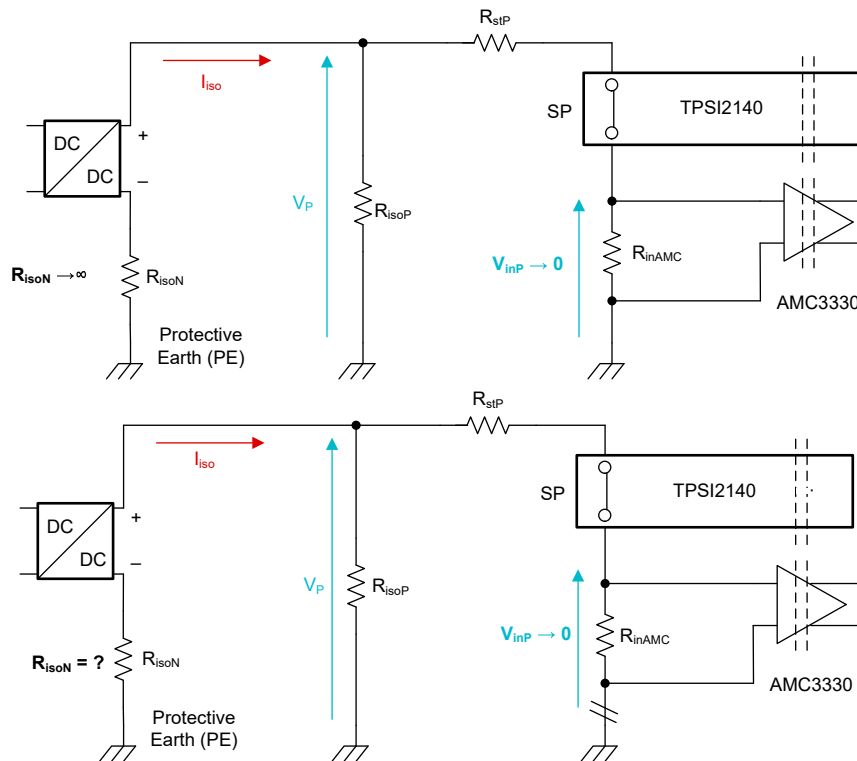 RstP
Iiso
SP
TPSI2140
DC
DC
+
–
VP
RisoP
RisoN → ∞
RisoN
VinP → 0
RinAMC
AMC3330
Protective
Earth (PE)
RstP
Iiso
SP
TPSI2140
DC
DC
+
–
VP
RisoP
RisoN = ?
RisoN
VinP → 0
RinAMC
AMC3330
Protective
Earth (PE)